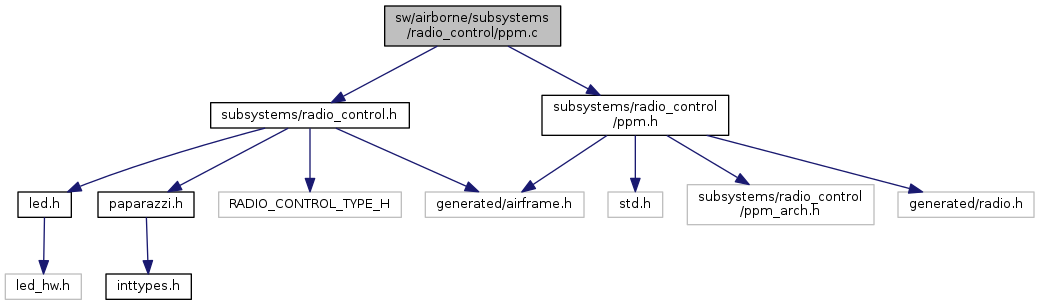 sw/airborne/subsystems
/radio_control/ppm.c
subsystems/radio_control.h
subsystems/radio_control
/ppm.h
led.h
paparazzi.h
RADIO_CONTROL_TYPE_H
generated/airframe.h
std.h
subsystems/radio_control
/ppm_arch.h
generated/radio.h
led_hw.h
inttypes.h